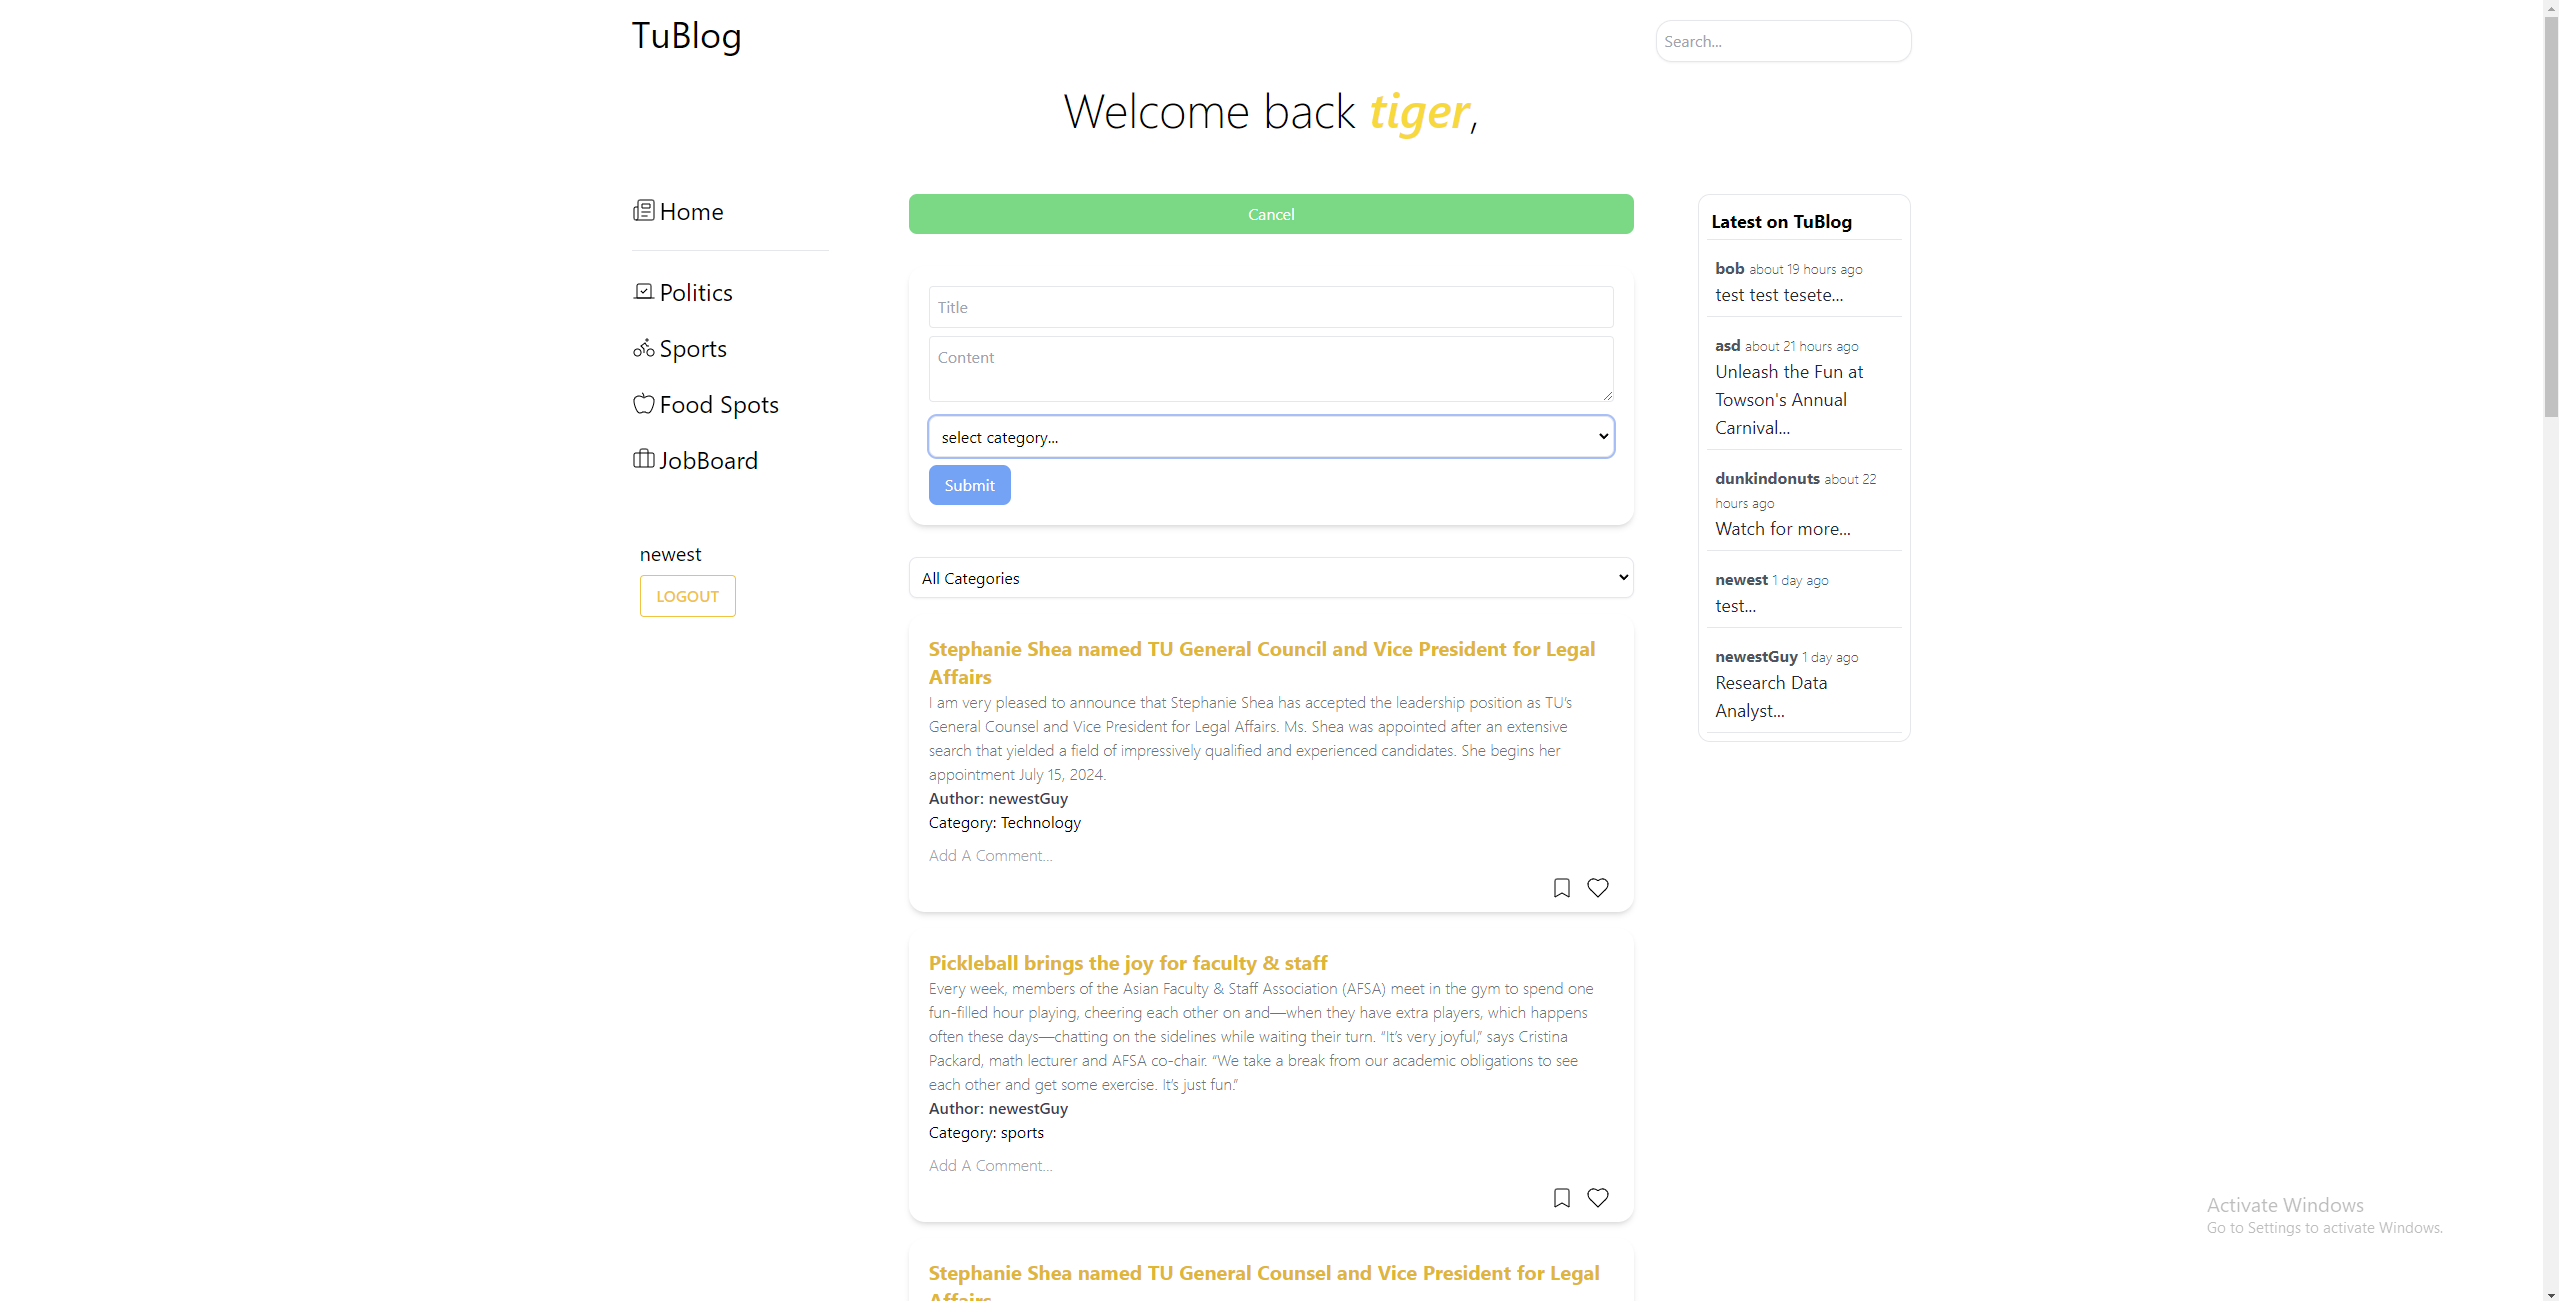 TuBlog
Search...
Welcome back tiger,
Home
Politics
Sports
Food Spots
JobBoard
newest
LOGOUT
Cancel
Title
Content
select category...
Submit
All Categories
Stephanie Shea named TU General Council and Vice President for Legal
Affairs
I am very pleased to announce that Stephanie Shea has accepted the leadership position as TU’s
General Counsel and Vice President for Legal Affairs. Ms. Shea was appointed after an extensive
search that yielded a field of impressively qualified and experienced candidates. She begins her
appointment July 15, 2024.
Author: newestGuy
Category: Technology
Add A Comment...
Pickleball brings the joy for faculty & staff
Every week, members of the Asian Faculty & Staff Association (AFSA) meet in the gym to spend one
fun-filled hour playing, cheering each other on and—when they have extra players, which happens
often these days—chatting on the sidelines while waiting their turn. “It’s very joyful,” says Cristina
Packard, math lecturer and AFSA co-chair. “We take a break from our academic obligations to see
each other and get some exercise. It’s just fun.”
Author: newestGuy
Category: sports
Add A Comment...
Stephanie Shea named TU General Counsel and Vice President for Legal
Affairs
Latest on TuBlog
bob about 19 hours ago
test test tesete...
asd about 21 hours ago
Unleash the Fun at
Towson's Annual
Carnival...
dunkindonuts about 22
hours ago
Watch for more...
newest 1 day ago
test...
newestGuy 1 day ago
Research Data
Analyst...
Activate Windows
Go to Settings to activate Windows.